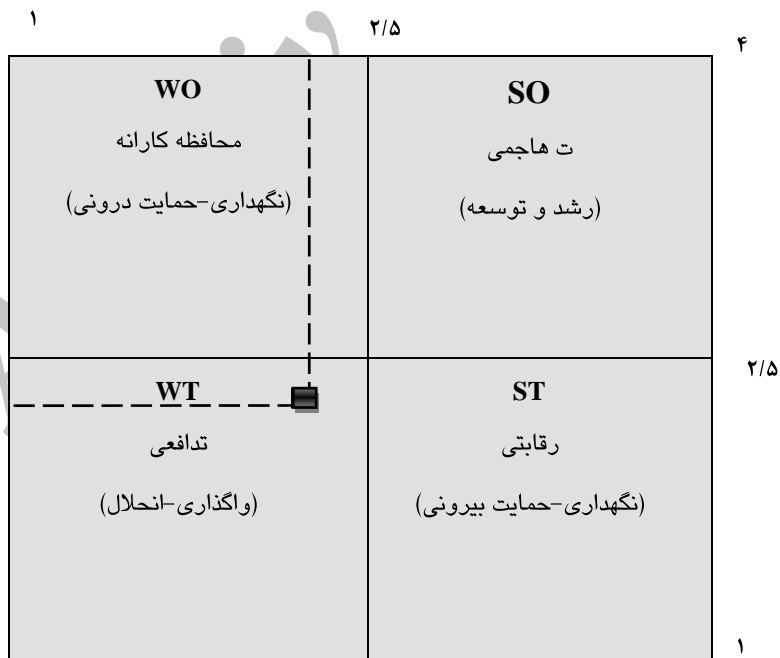 ۱
۲/۵
۴
WO
محافظه کارانه
(نگهداری-حمایت درونی)
SO
ت هاجمی
(رشد و توسعه)
۲/۵
WT
تدافعی
(واگذاری-انحلال)
ST
رقابتی
(نگهداری-حمایت بیرونی)
۱